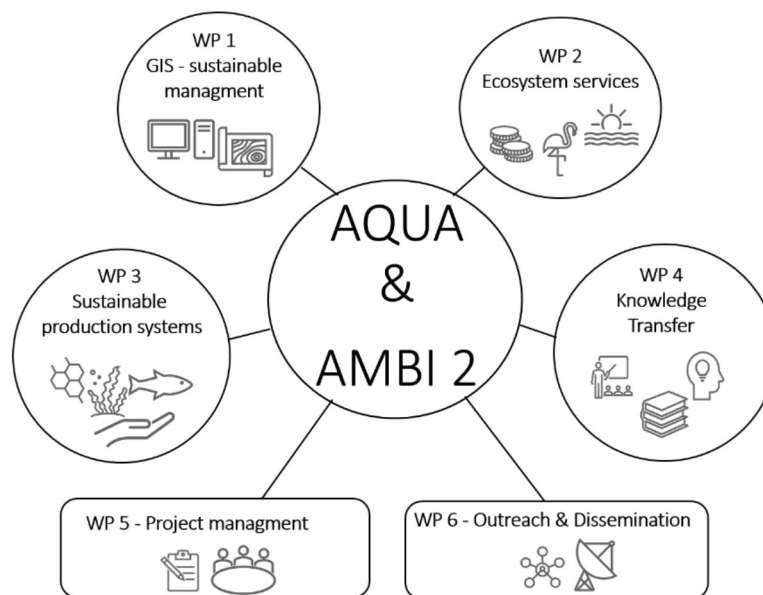 WP 1
GIS - sustainable
managment
WP 2
Ecosystem services
AQUA
&
AMBI 2
WP 3
Sustainable
production systems
WP 4
Knowledge
Transfer
WP 5 - Project managment
WP 6 - Outreach & Dissemination